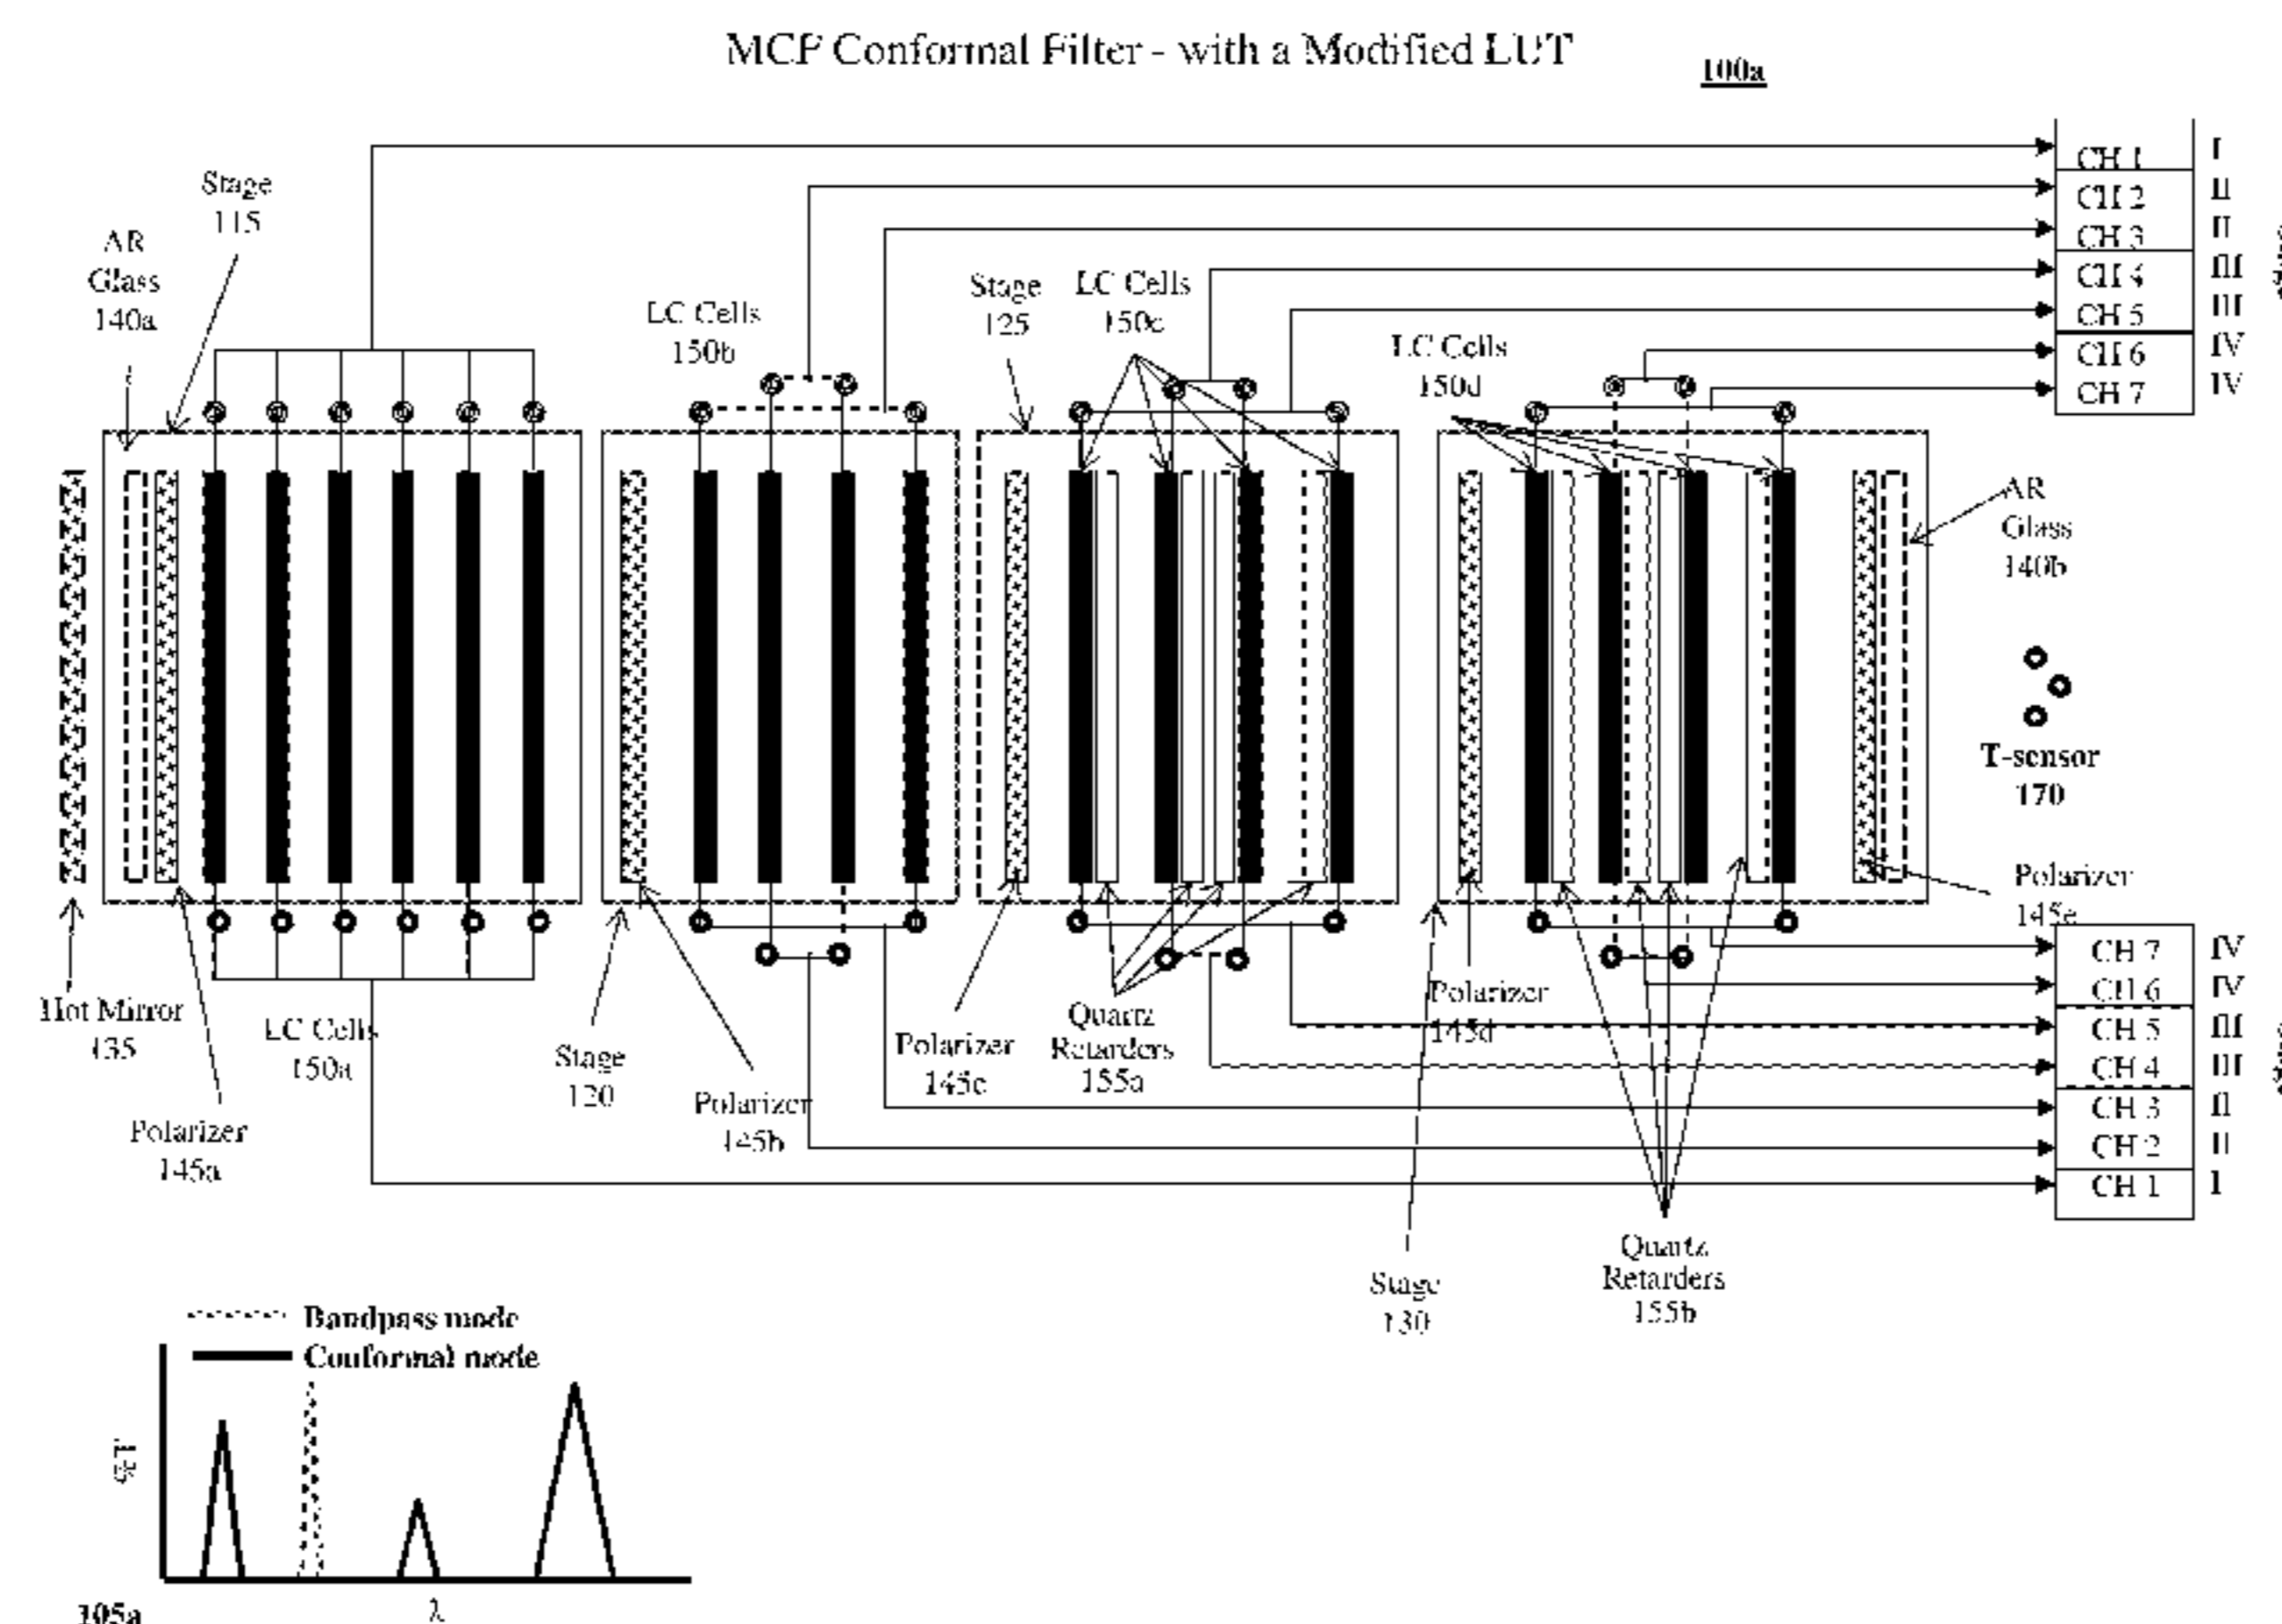 MCF Conformal Filter - with a Modified LUT
100a
Stage
115
AR
Glass
140a
LC Cells
150b
Stage
125
LC Cells
150c
LC Cells
150d
CH 1 I
CH 2 II
CH 3 II
CH 4 III
CH 5 III
CH 6 IV
CH 7 IV
AR
Glass
140b
T-sensor
170
Polarizer
145e
Hot Mirror
135
LC Cells
150a
Polarizer
145a
Stage
120
Polarizer
145b
Polarizer
145c
Quartz
Retarders
155a
Polarizer
145d
CH 7 IV
CH 6 IV
CH 5 III
CH 4 III
CH 3 II
CH 2 II
CH 1 I
Stage
130
Quartz
Retarders
155b
Bandpass mode
Conformal mode
%T
105a
λ